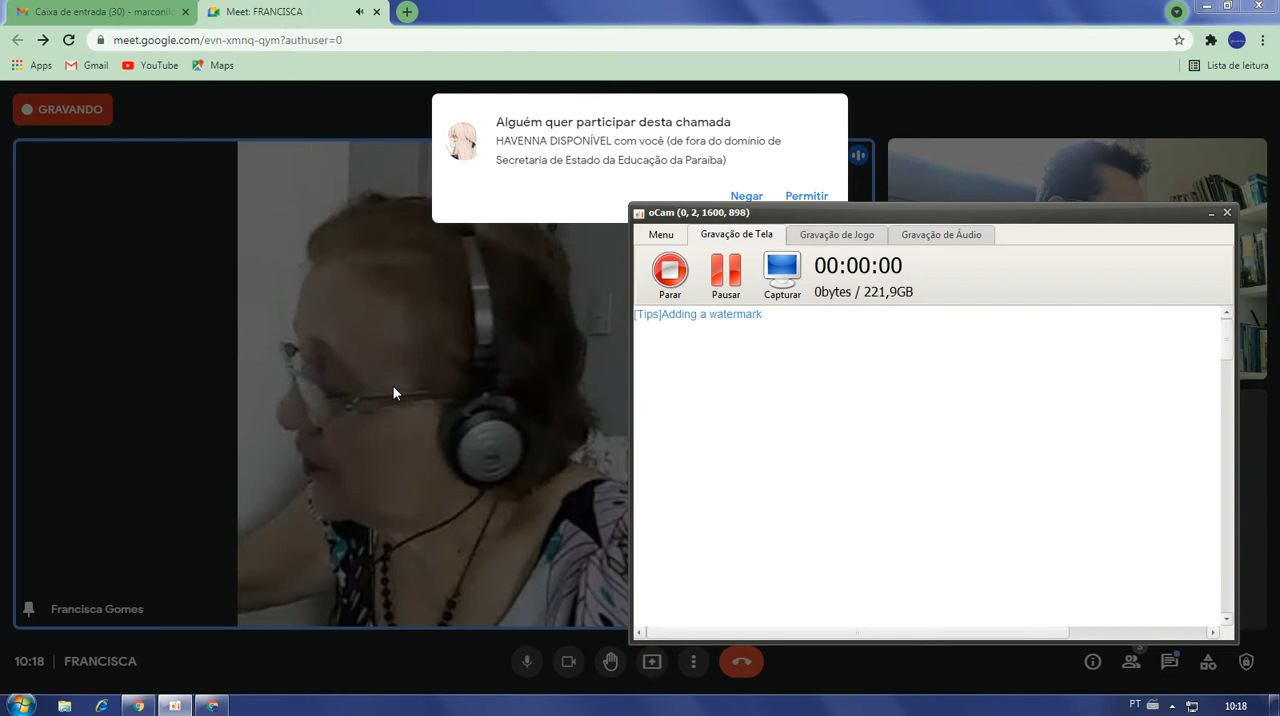 Caixa de entrada (30) - marconilo
Meet: FRANCISCA
meet.google.com/evn-xmnq-qym?authuser=0
Apps
Gmail
YouTube
Maps
Lista de leitura
GRAVANDO
Alguém quer participar desta chamada
HAVENNA DISPONÍVEL com você (de fora do domínio de
Secretaria de Estado da Educação da Paraíba)
Negar
Permitir
oCam (0, 2, 1600, 898)
Menu
Gravação de Tela
Gravação de Jogo
Gravação de Áudio
Parar
Pausar
Capturar
00:00:00
0bytes / 221,9GB
[Tips]Adding a watermark
Francisca Gomes
10:18 | FRANCISCA
3
PT
10:18